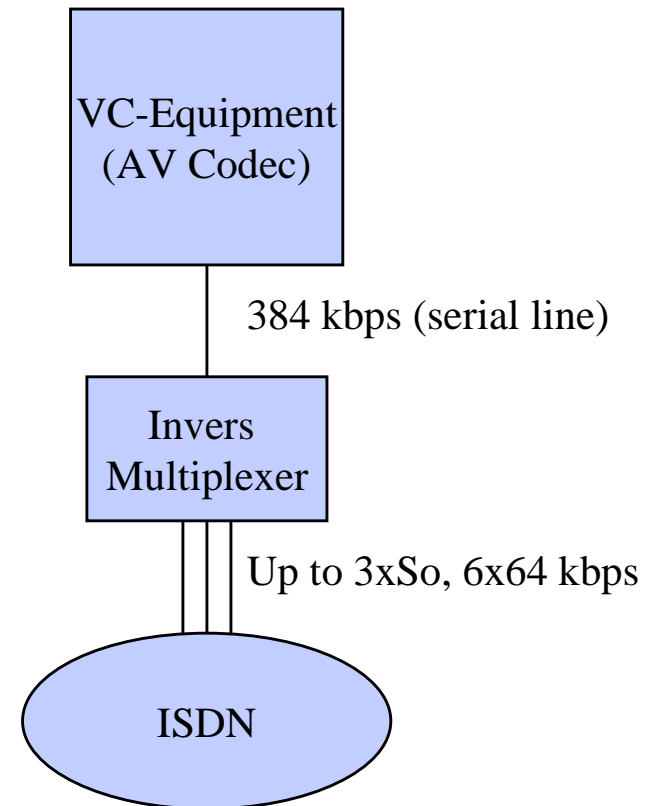 VC-Equipment
(AV Codec)
384 kbps (serial line)
Invers
Multiplexer
Up to 3xSo, 6x64 kbps
ISDN